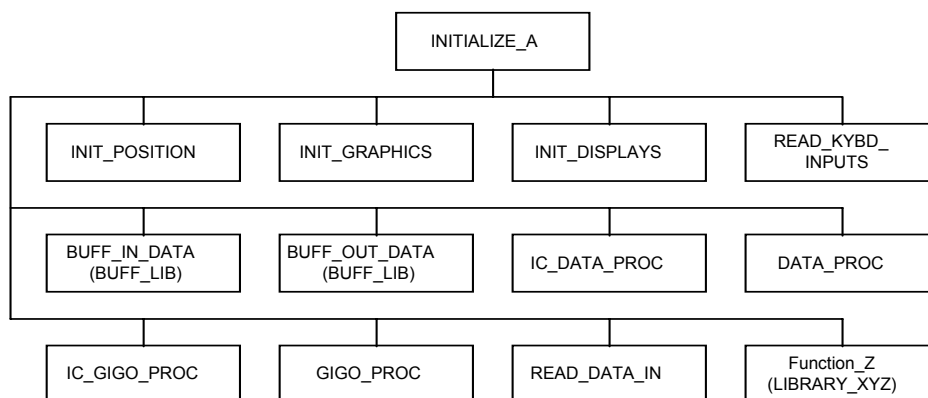 INITIALIZE_A
INIT_POSITION
INIT_GRAPHICS
INIT_DISPLAYS
READ_KYBD_
INPUTS
BUFF_IN_DATA
(BUFF_LIB)
BUFF_OUT_DATA
(BUFF_LIB)
IC_DATA_PROC
DATA_PROC
IC_GIGO_PROC
GIGO_PROC
READ_DATA_IN
Function_Z
(LIBRARY_XYZ)